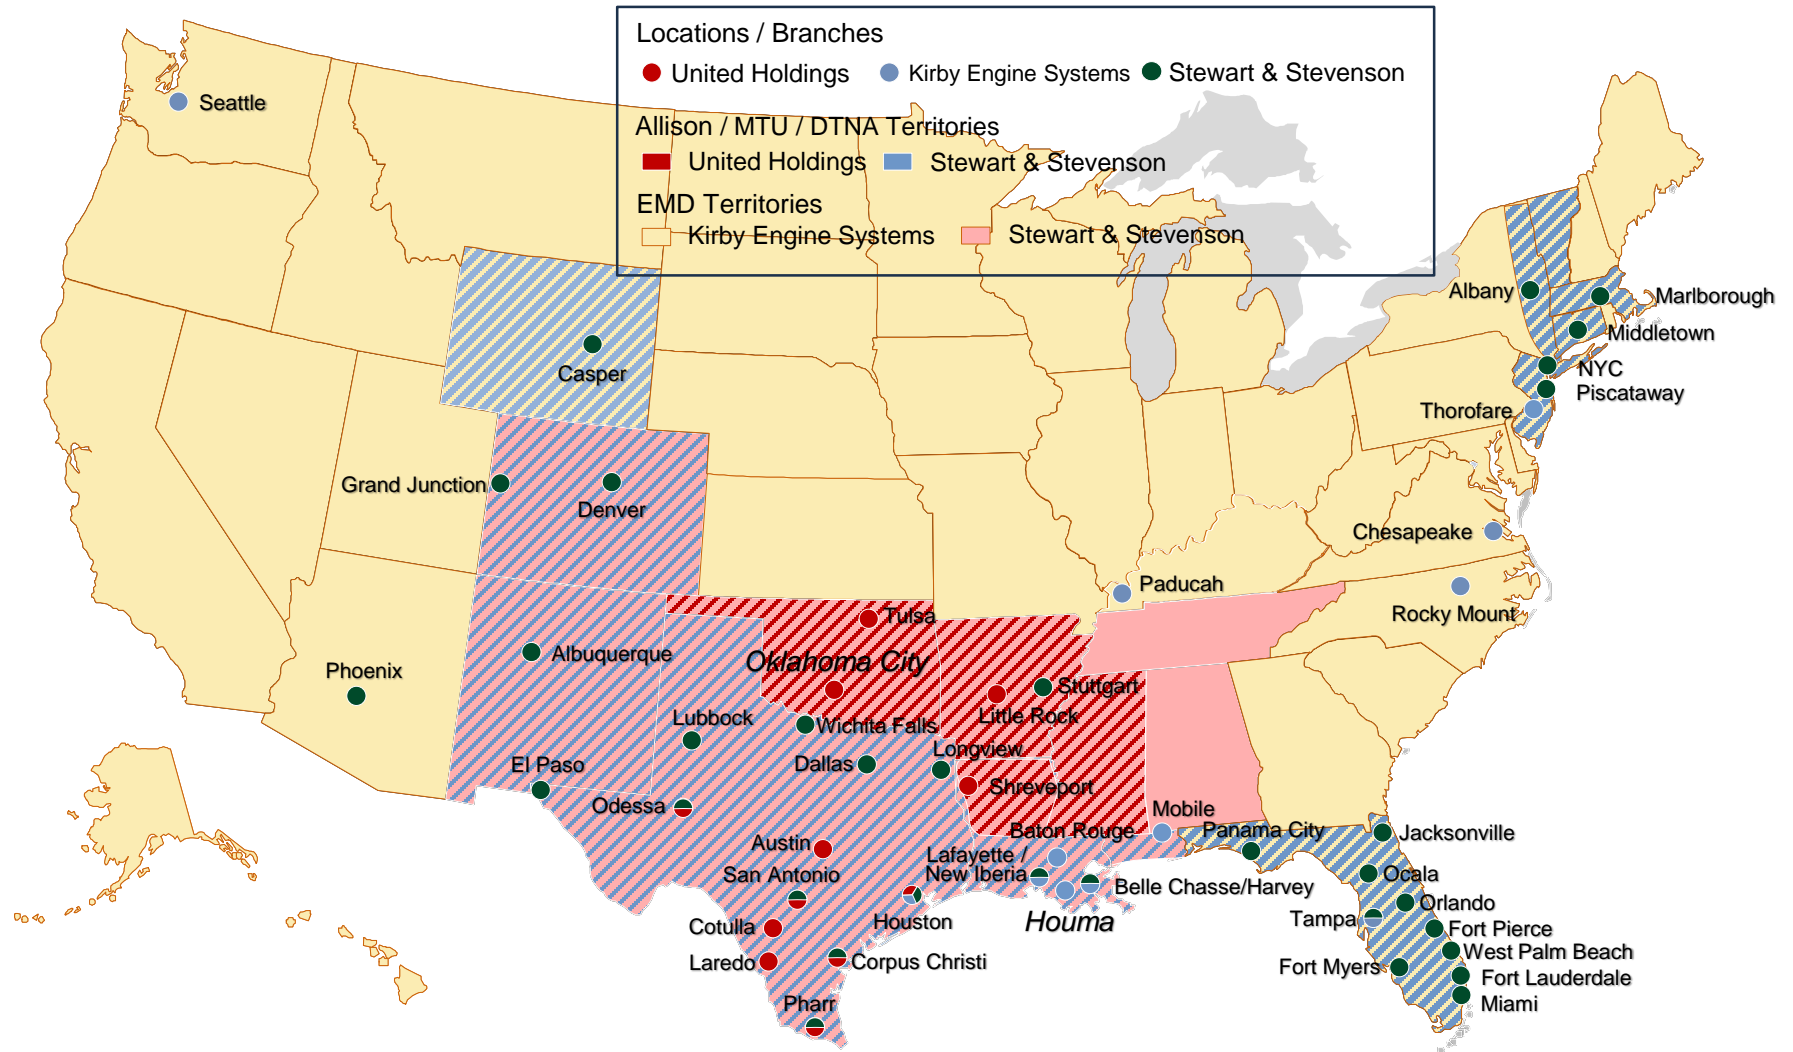 Locations / Branches
United Holdings
Kirby Engine Systems
Stewart & Stevenson
Allison / MTU / DTNA Territories
United Holdings
Stewart & Stevenson
EMD Territories
Kirby Engine Systems
Stewart & Stevenson
Seattle
Albany
Marlborough
Middletown
NYC
Piscataway
Thorofare
Casper
Grand Junction
Denver
Chesapeake
Paducah
Rocky Mount
Tulsa
Oklahoma City
Albuquerque
Phoenix
Stuttgart
Little Rock
Lubbock
Wichita Falls
Longview
Dallas
El Paso
Shreveport
Odessa
Mobile
Baton Rouge
Panama City
Jacksonville
Austin
Lafayette /
New Iberia
San Antonio
Belle Chasse/Harvey
Ocala
Orlando
Houston
Houma
Tampa
Cotulla
Fort Pierce
West Palm Beach
Laredo
Corpus Christi
Fort Myers
Fort Lauderdale
Pharr
Miami